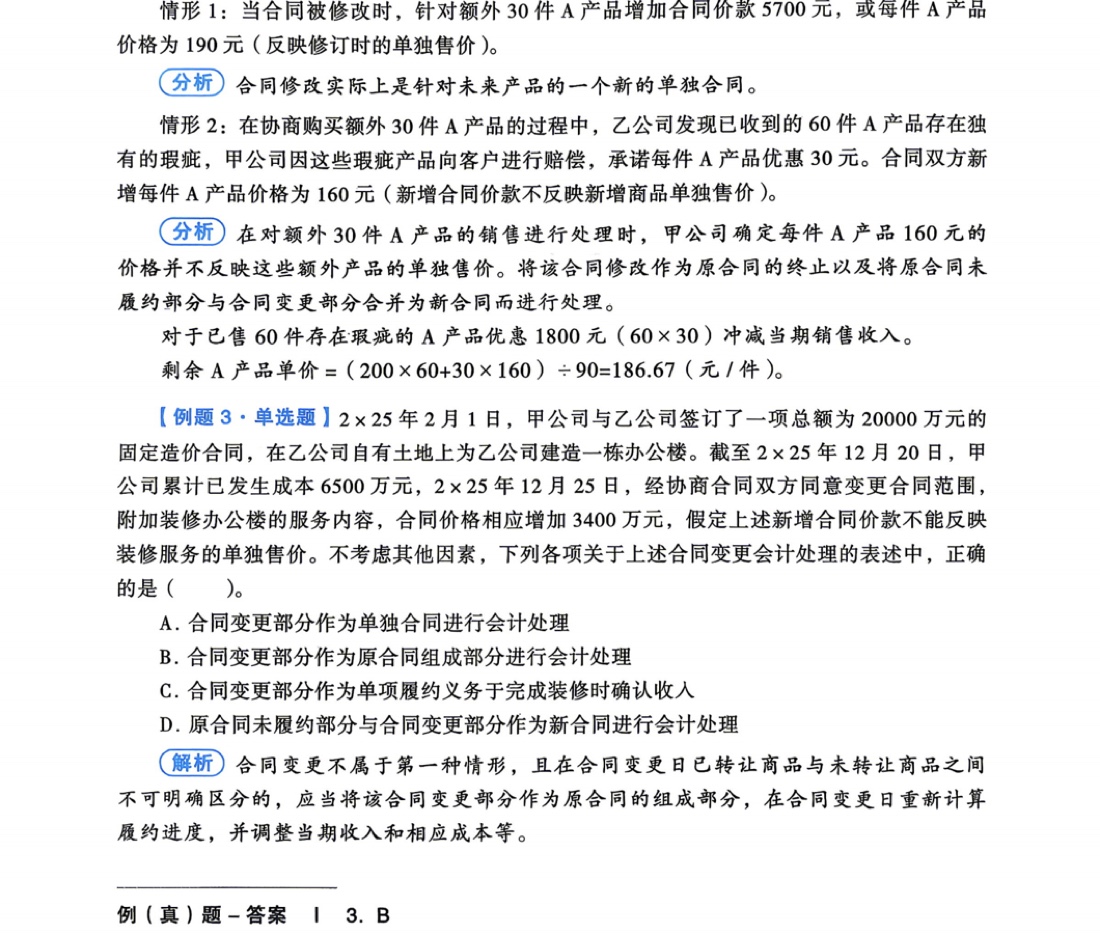 情形 1：当合同被修改时，针对额外 30 件 A 产品增加合同价款 5700 元，或每件 A 产品
价格为 190 元（反映修订时的单独售价）。
分析 合同修改实际上是针对未来产品的一个新的单独合同。
情形 2：在协商购买额外 30 件 A 产品的过程中，乙公司发现已收到的 60 件 A 产品存在独
有的瑕疵，甲公司因这些瑕疵产品向客户进行赔偿，承诺每件 A 产品优惠 30 元。合同双方新
增每件 A 产品价格为 160 元（新增合同价款不反映新增商品单独售价）。
分析 在对额外 30 件 A 产品的销售进行处理时，甲公司确定每件 A 产品 160 元的
价格并不反映这些额外产品的单独售价。将该合同修改作为原合同的终止以及将原合同未
履约部分与合同变更部分合并为新合同而进行处理。
对于已售 60 件存在瑕疵的 A 产品优惠 1800 元（60×30）冲减当期销售收入。
剩余 A 产品单价 =（200×60+30×160）÷90=186.67（元 / 件）。
【例题 3·单选题】2×25 年 2 月 1 日，甲公司与乙公司签订了一项总额为 20000 万元的
固定造价合同，在乙公司自有土地上为乙公司建造一栋办公楼。截至 2×25 年 12 月 20 日，甲
公司累计已发生成本 6500 万元，2×25 年 12 月 25 日，经协商合同双方同意变更合同范围，
附加装修办公楼的服务内容，合同价格相应增加 3400 万元，假定上述新增合同价款不能反映
装修服务的单独售价。不考虑其他因素，下列各项关于上述合同变更会计处理的表述中，正确
的是（　　）。
A. 合同变更部分作为单独合同进行会计处理
B. 合同变更部分作为原合同组成部分进行会计处理
C. 合同变更部分作为单项履约义务于完成装修时确认收入
D. 原合同未履约部分与合同变更部分作为新合同进行会计处理
解析 合同变更不属于第一种情形，且在合同变更日已转让商品与未转让商品之间
不可明确区分的，应当将该合同变更部分作为原合同的组成部分，在合同变更日重新计算
履约进度，并调整当期收入和相应成本等。
例（真）题－答案 | 3. B